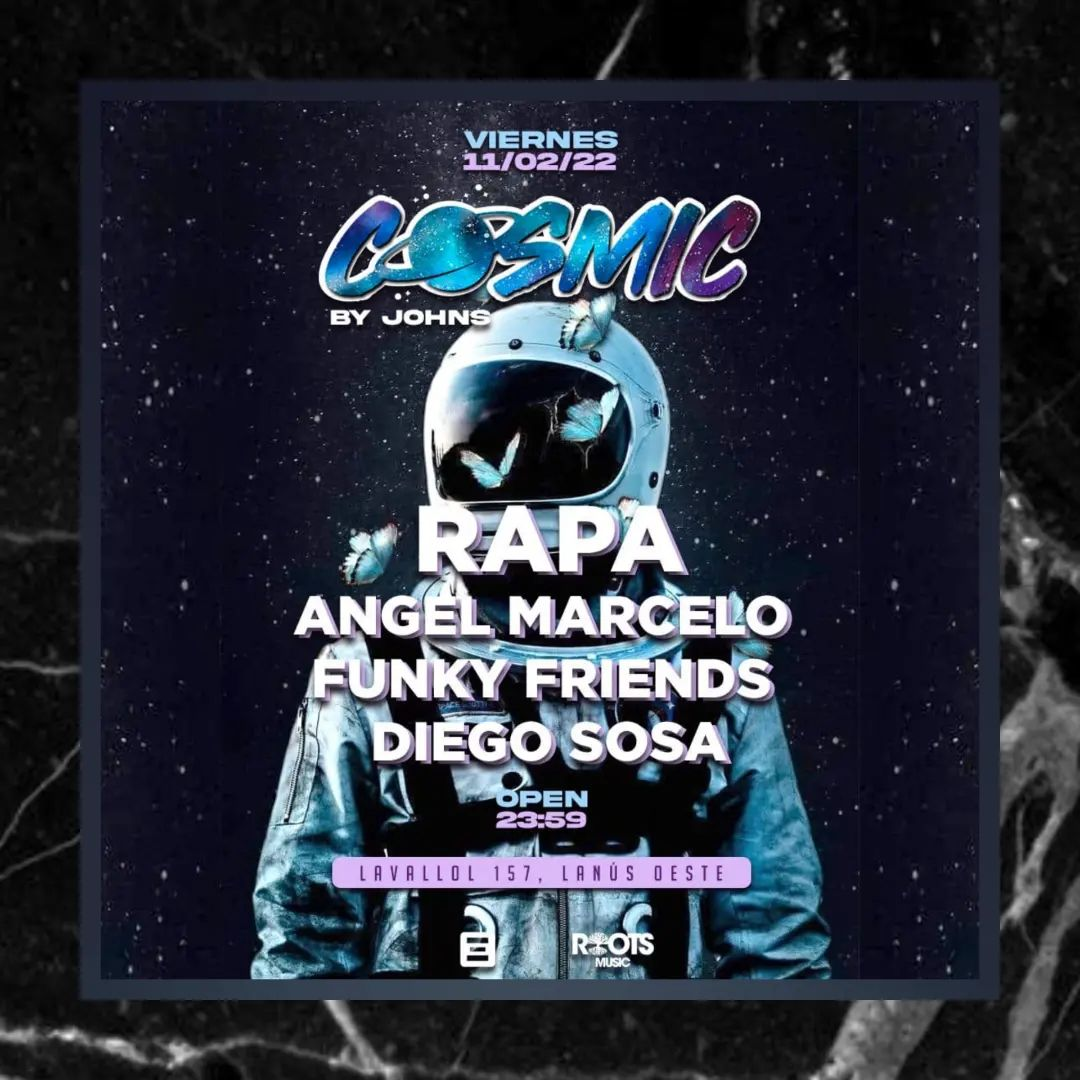 VIERNES
11/02/22
COSMIC
BY JOHNS
RAPA
ANGEL MARCELO
FUNKY FRIENDS
DIEGO SOSA
OPEN
23:59
LAVALLOL 157, LANÚS OESTE
ROOTS
MUSIC